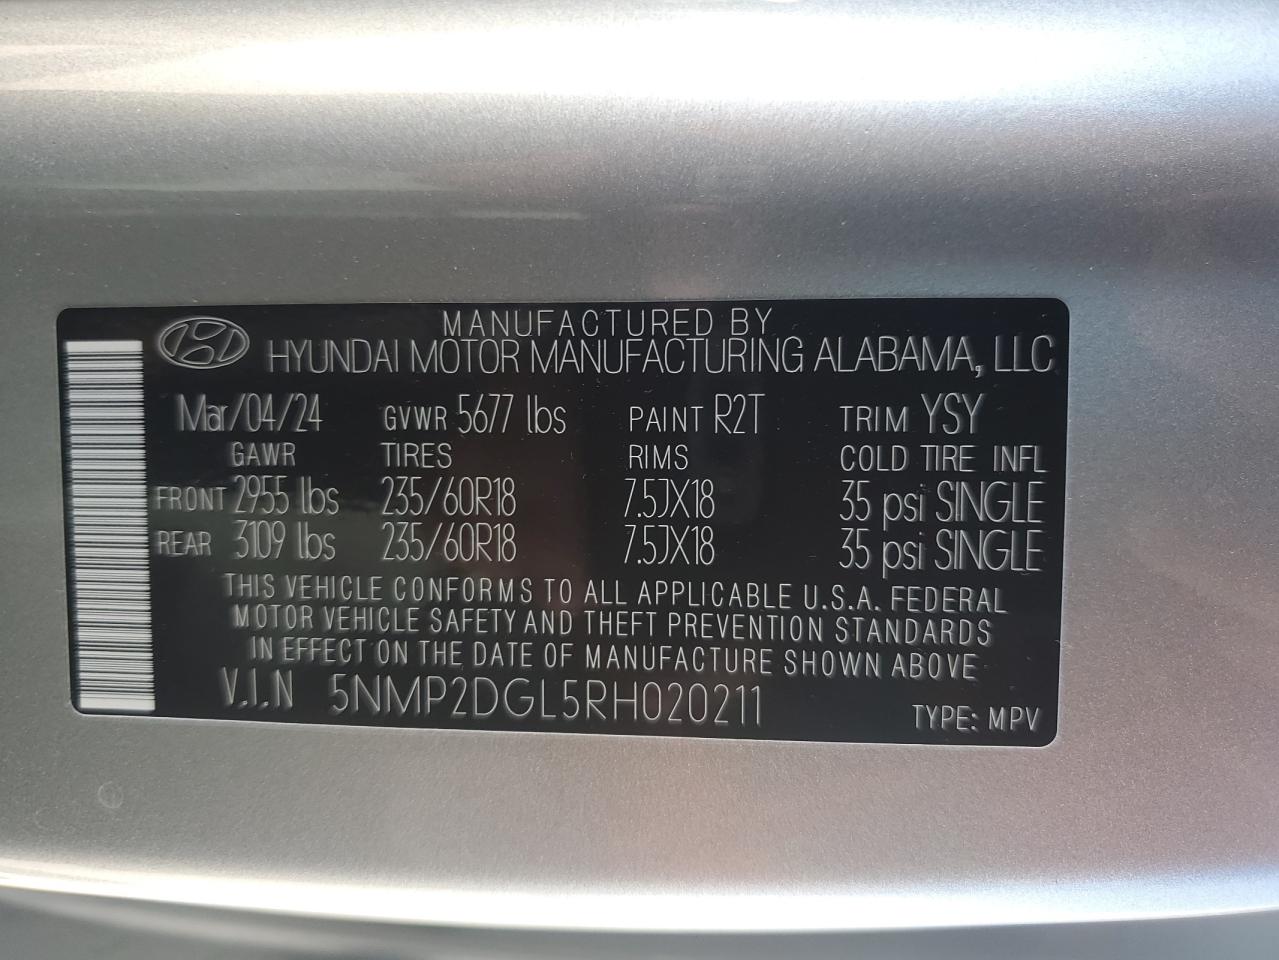 MANUFACTURED BY
HYUNDAI MOTOR MANUFACTURING ALABAMA, LLC
Mar/04/24 GVWR 5677 lbs PAINT R2T TRIM YSY
GAWR TIRES RIMS COLD TIRE INFL
FRONT 2955 lbs 235/60R18 7.5JX18 35 psi SINGLE
REAR 3109 lbs 235/60R18 7.5JX18 35 psi SINGLE
THIS VEHICLE CONFORMS TO ALL APPLICABLE U.S.A. FEDERAL
MOTOR VEHICLE SAFETY AND THEFT PREVENTION STANDARDS
IN EFFECT ON THE DATE OF MANUFACTURE SHOWN ABOVE
V.I.N 5NMP2DGL5RH020211
TYPE: MPV